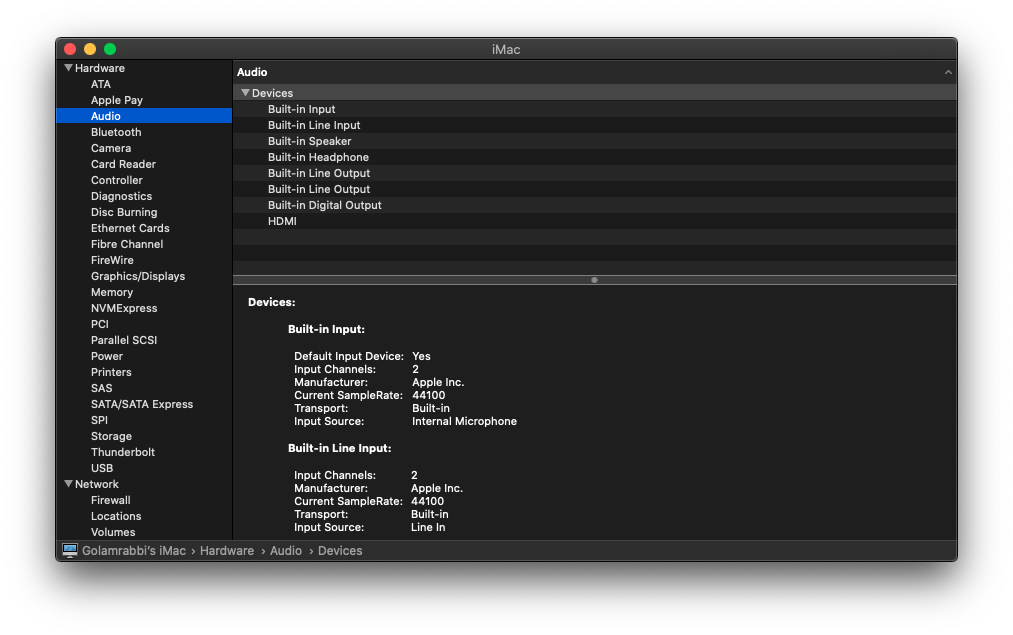 iMac
Hardware
ATA
Apple Pay
Audio
Bluetooth
Camera
Card Reader
Controller
Diagnostics
Disc Burning
Ethernet Cards
Fibre Channel
FireWire
Graphics/Displays
Memory
NVMExpress
PCI
Parallel SCSI
Power
Printers
SAS
SATA/SATA Express
SPI
Storage
Thunderbolt
USB
Network
Firewall
Locations
Volumes
Audio
Devices
Built-in Input
Built-in Line Input
Built-in Speaker
Built-in Headphone
Built-in Line Output
Built-in Line Output
Built-in Digital Output
HDMI
Devices:
Built-in Input:
Default Input Device: Yes
Input Channels: 2
Manufacturer: Apple Inc.
Current SampleRate: 44100
Transport: Built-in
Input Source: Internal Microphone
Built-in Line Input:
Input Channels: 2
Manufacturer: Apple Inc.
Current SampleRate: 44100
Transport: Built-in
Input Source: Line In
Golamrabbi's iMac › Hardware › Audio › Devices